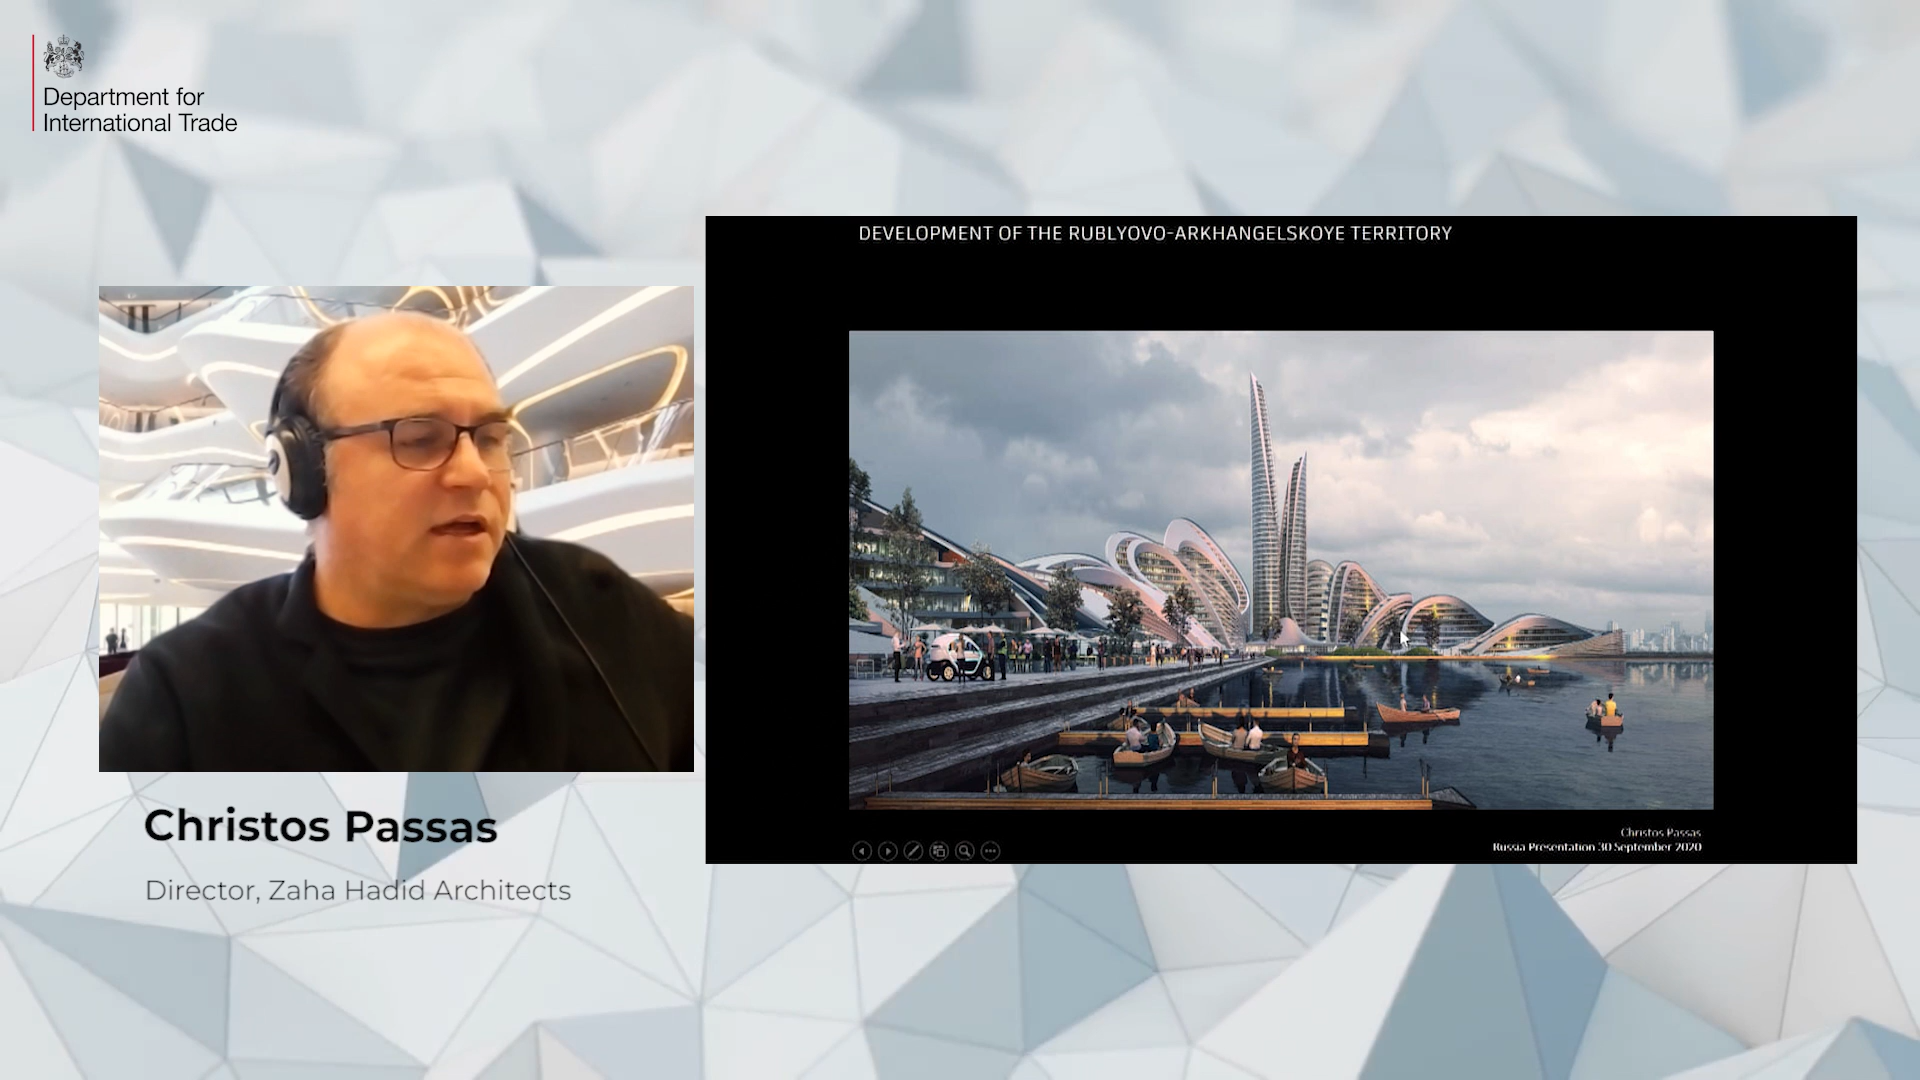 Department for
International Trade
DEVELOPMENT OF THE RUBLYOVO-ARKHANGELSKOYE TERRITORY
Christos Passas
Russia Presentation 30 September 2020
Christos Passas
Director, Zaha Hadid Architects